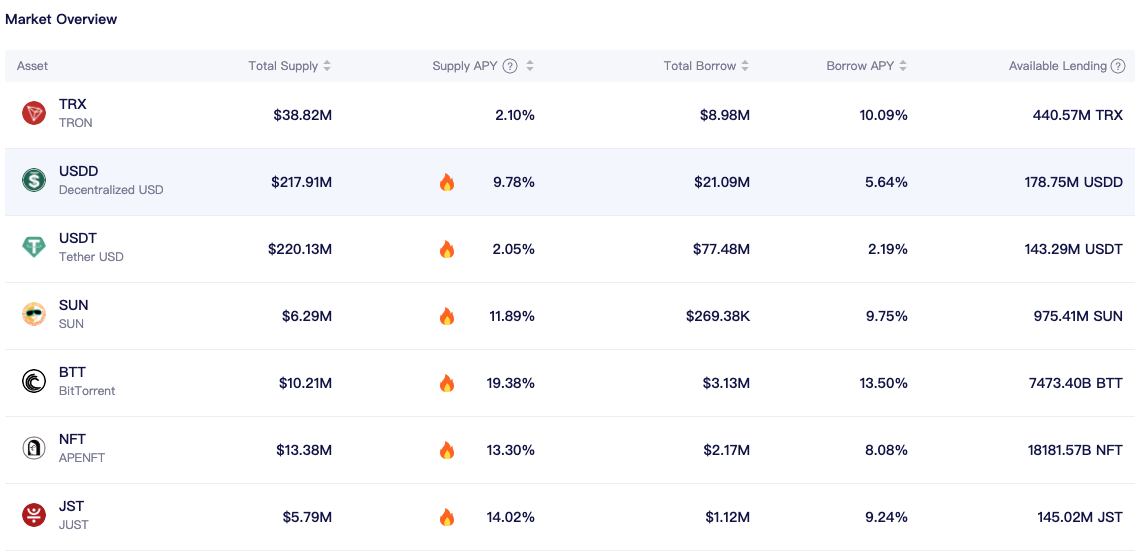 Market Overview
Asset Total Supply Supply APY ? Total Borrow Borrow APY Available Lending ?
TRX
TRON
$38.82M 2.10% $8.98M 10.09% 440.57M TRX
USDD
Decentralized USD
$217.91M 9.78% $21.09M 5.64% 178.75M USDD
USDT
Tether USD
$220.13M 2.05% $77.48M 2.19% 143.29M USDT
SUN
SUN
$6.29M 11.89% $269.38K 9.75% 975.41M SUN
BTT
BitTorrent
$10.21M 19.38% $3.13M 13.50% 7473.40B BTT
NFT
APENFT
$13.38M 13.30% $2.17M 8.08% 18181.57B NFT
JST
JUST
$5.79M 14.02% $1.12M 9.24% 145.02M JST